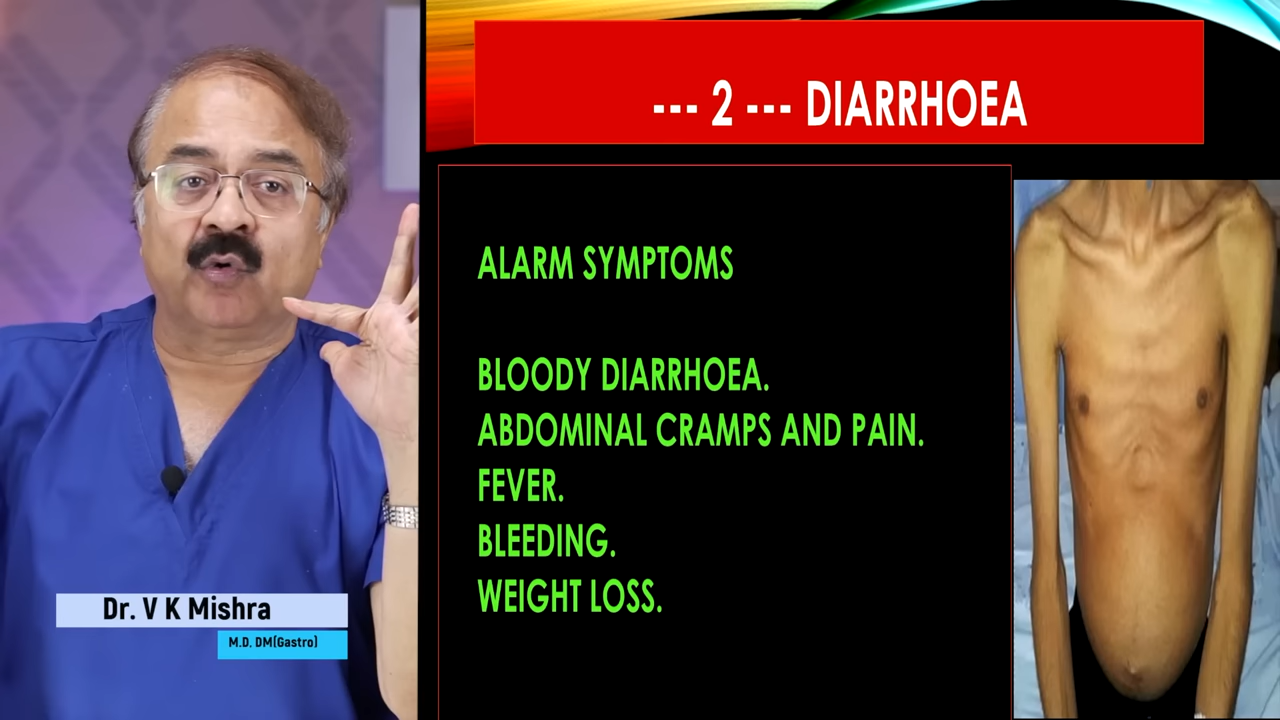 --- 2 --- DIARRHOEA
ALARM SYMPTOMS
BLOODY DIARRHOEA.
ABDOMINAL CRAMPS AND PAIN.
FEVER.
BLEEDING.
WEIGHT LOSS.
Dr. V K Mishra
M.D. DM(Gastro)